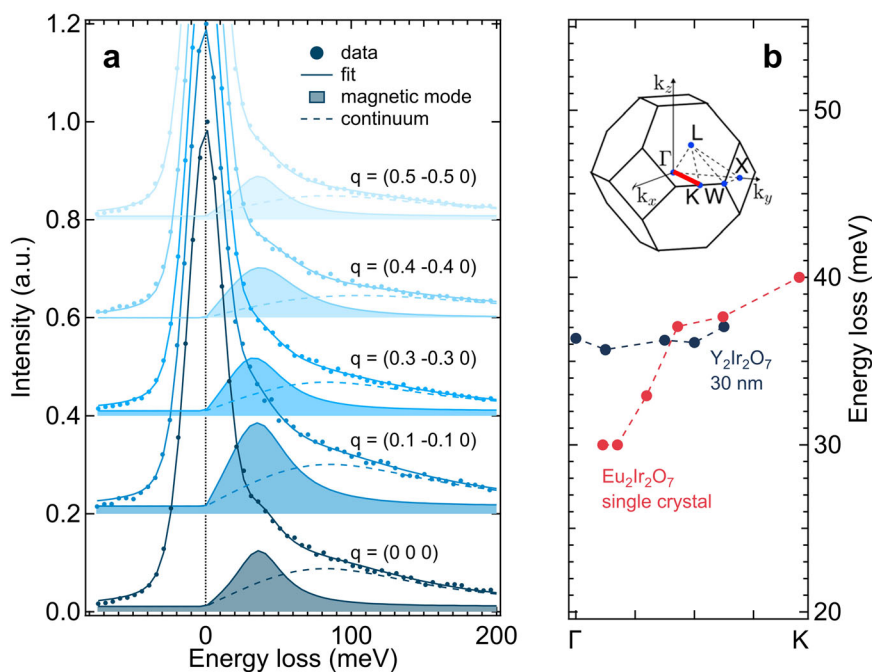 a
data
fit
magnetic mode
continuum
q = (0.5 -0.5 0)
q = (0.4 -0.4 0)
q = (0.3 -0.3 0)
q = (0.1 -0.1 0)
q = (0 0 0)
1.2
1.0
0.8
0.6
0.4
0.2
0.0
Intensity (a.u.)
0 100 200
Energy loss (meV)
b
k_z
L
Γ
X
K W
k_x
k_y
Y₂Ir₂O₇
30 nm
Eu₂Ir₂O₇
single crystal
50
40
30
20
Energy loss (meV)
Γ K